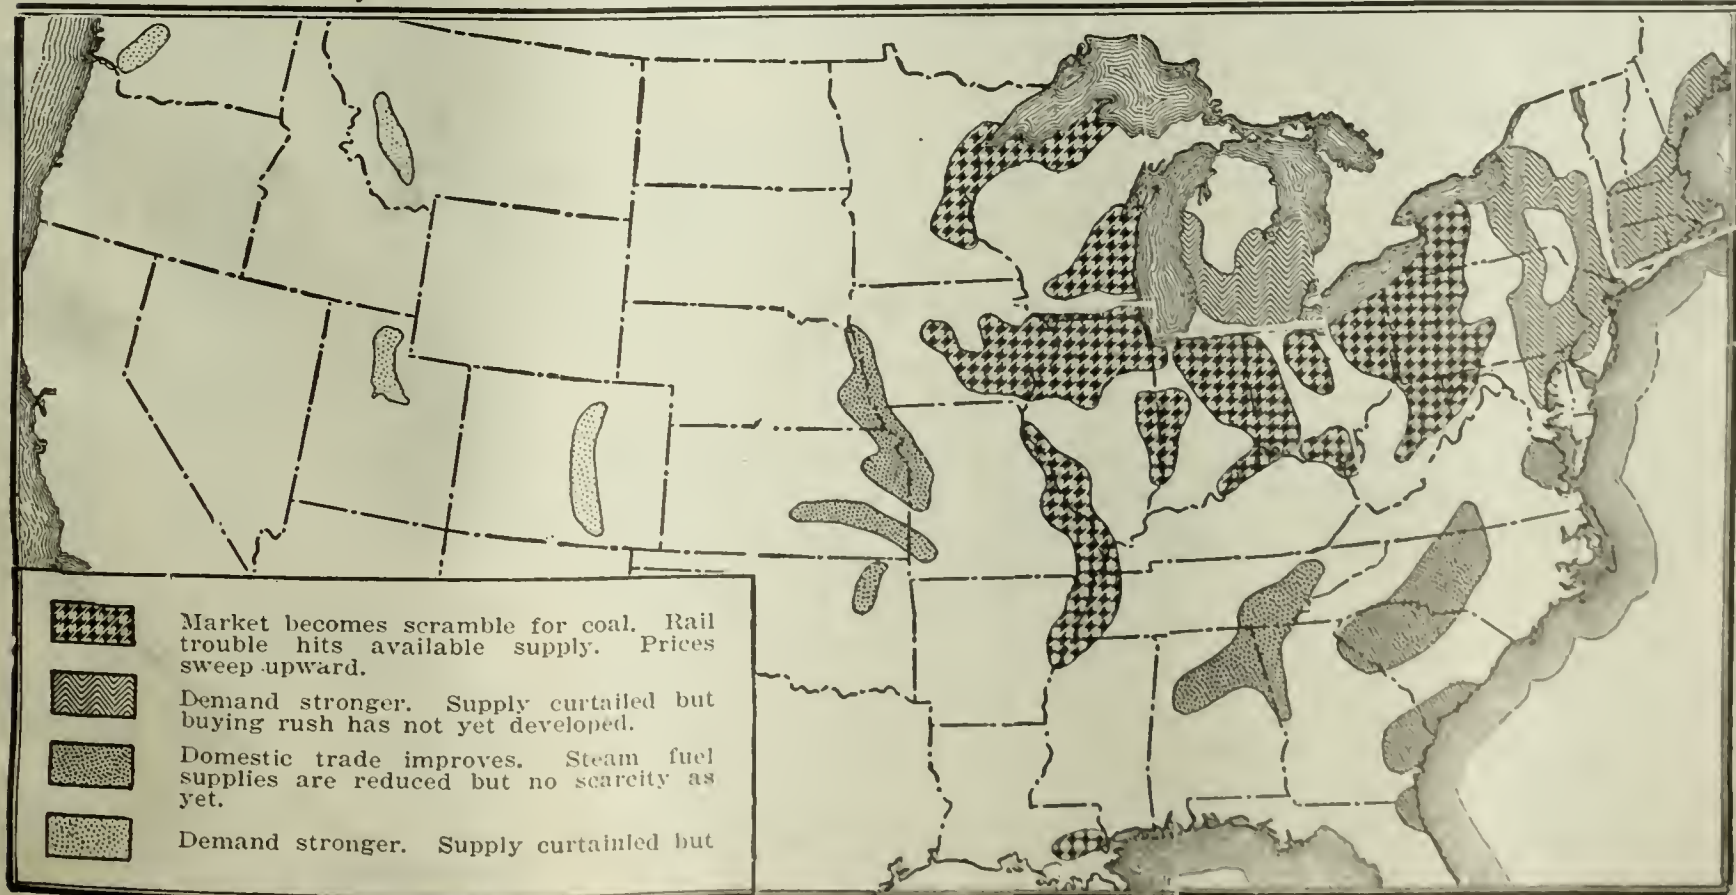 Market becomes scramble for coal. Rail
trouble hits available supply. Prices
sweep upward.
Demand stronger. Supply curtailed but
buying rush has not yet developed.
Domestic trade improves. Steam fuel
supplies are reduced but no scarcity as
yet.
Demand stronger. Supply curtainled but